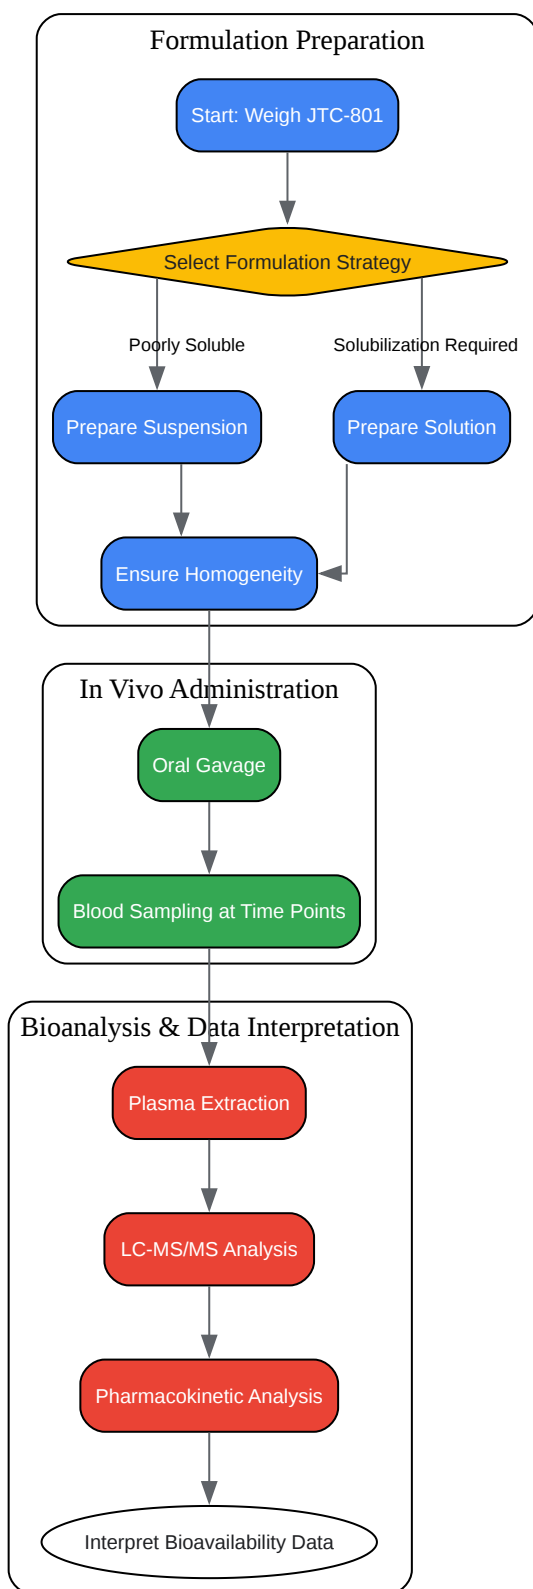 Formulation Preparation
Start: Weigh JTC-801
Select Formulation Strategy
Poorly Soluble
Solubilization Required
Prepare Suspension
Prepare Solution
Ensure Homogeneity
In Vivo Administration
Oral Gavage
Blood Sampling at Time Points
Bioanalysis & Data Interpretation
Plasma Extraction
LC-MS/MS Analysis
Pharmacokinetic Analysis
Interpret Bioavailability Data